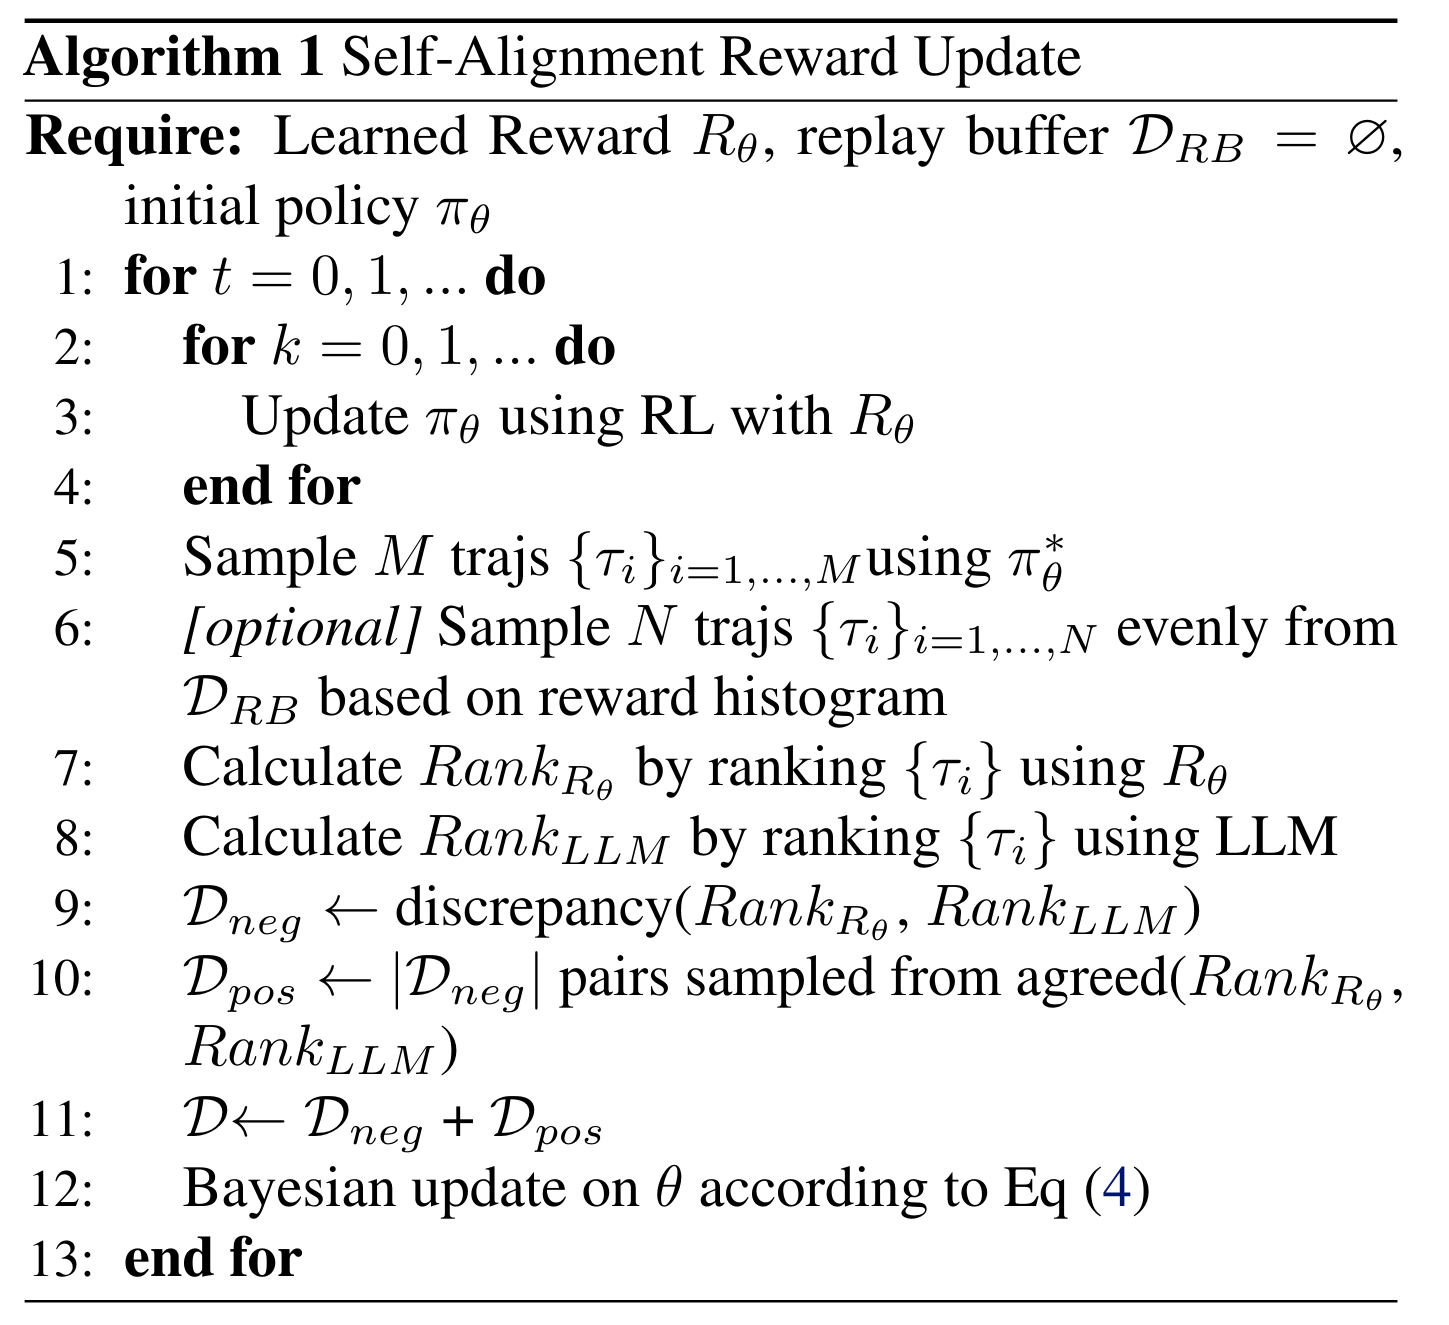 Algorithm 1 Self-Alignment Reward Update
Require: Learned Reward $R_\theta$, replay buffer $\mathcal{D}_{RB} = \varnothing$,
initial policy $\pi_\theta$
1: for $t = 0, 1, ...$ do
2: for $k = 0, 1, ...$ do
3: Update $\pi_\theta$ using RL with $R_\theta$
4: end for
5: Sample $M$ trajs $\{\tau_i\}_{i=1,...,M}$using $\pi_\theta^*$
6: [optional] Sample $N$ trajs $\{\tau_i\}_{i=1,...,N}$ evenly from
$\mathcal{D}_{RB}$ based on reward histogram
7: Calculate $Rank_{R_\theta}$ by ranking $\{\tau_i\}$ using $R_\theta$
8: Calculate $Rank_{LLM}$ by ranking $\{\tau_i\}$ using LLM
9: $\mathcal{D}_{neg} \leftarrow$ discrepancy($Rank_{R_\theta}$, $Rank_{LLM}$)
10: $\mathcal{D}_{pos} \leftarrow |\mathcal{D}_{neg}|$ pairs sampled from agreed($Rank_{R_\theta}$,
$Rank_{LLM}$)
11: $\mathcal{D} \leftarrow \mathcal{D}_{neg}$ + $\mathcal{D}_{pos}$
12: Bayesian update on $\theta$ according to Eq (4)
13: end for